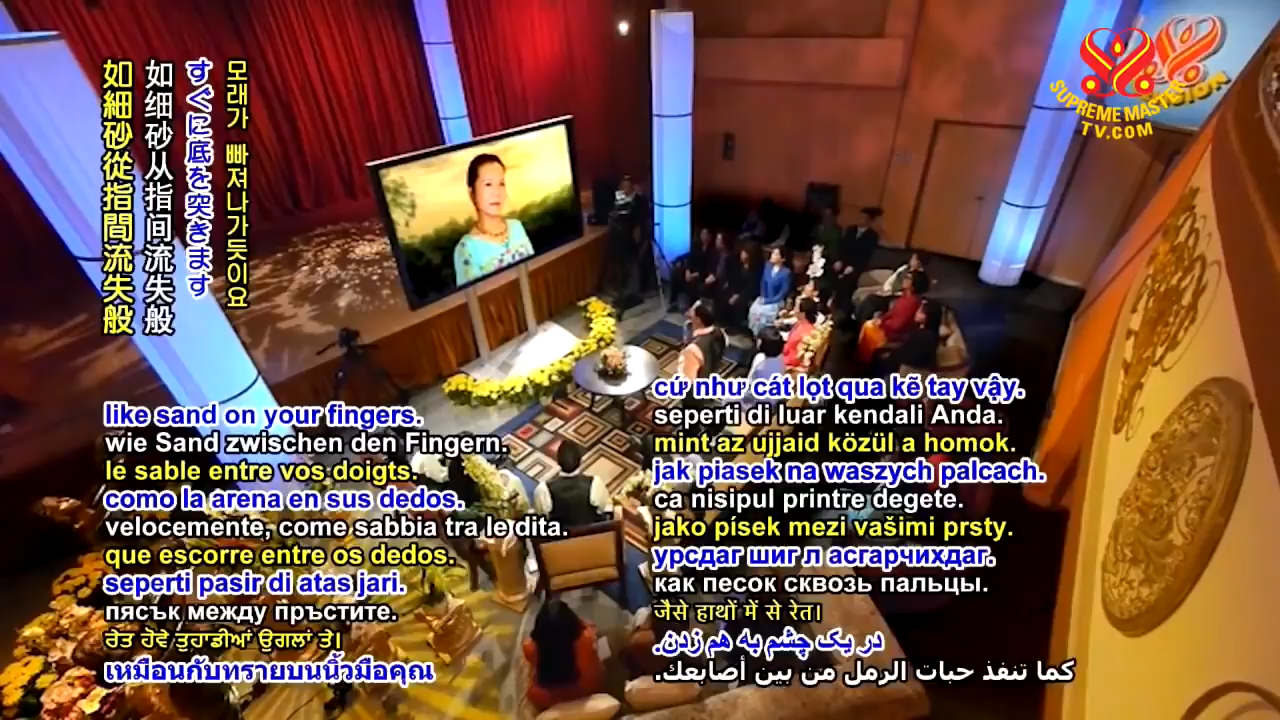 모래가 빠져나가듯이요
すぐに底を突きます
如细砂从指间流失般
如細砂從指間流失般
SUPREME MASTER
TV.COM
like sand on your fingers.
wie Sand zwischen den Fingern.
le sable entre vos doigts.
como la arena en sus dedos.
velocemente, come sabbia tra le dita.
que escorre entre os dedos.
seperti pasir di atas jari.
пясък между пръстите.
ਰੇਤ ਹੋਵੇ ਤੁਹਾਡੀਆਂ ਉਗਲਾਂ ਤੇ।
เหมือนกับทรายบนนิ้วมือคุณ
cứ như cát lọt qua kẽ tay vậy.
seperti di luar kendali Anda.
mint az ujjaid közül a homok.
jak piasek na waszych palcach.
ca nisipul printre degete.
jako písek mezi vašimi prsty.
урсдаг шиг л асгарчихдаг.
как песок сквозь пальцы.
जैसे हाथों में से रेत।
در یک چشم به هم زدن.
كما تنفذ حبات الرمل من بين أصابعك.